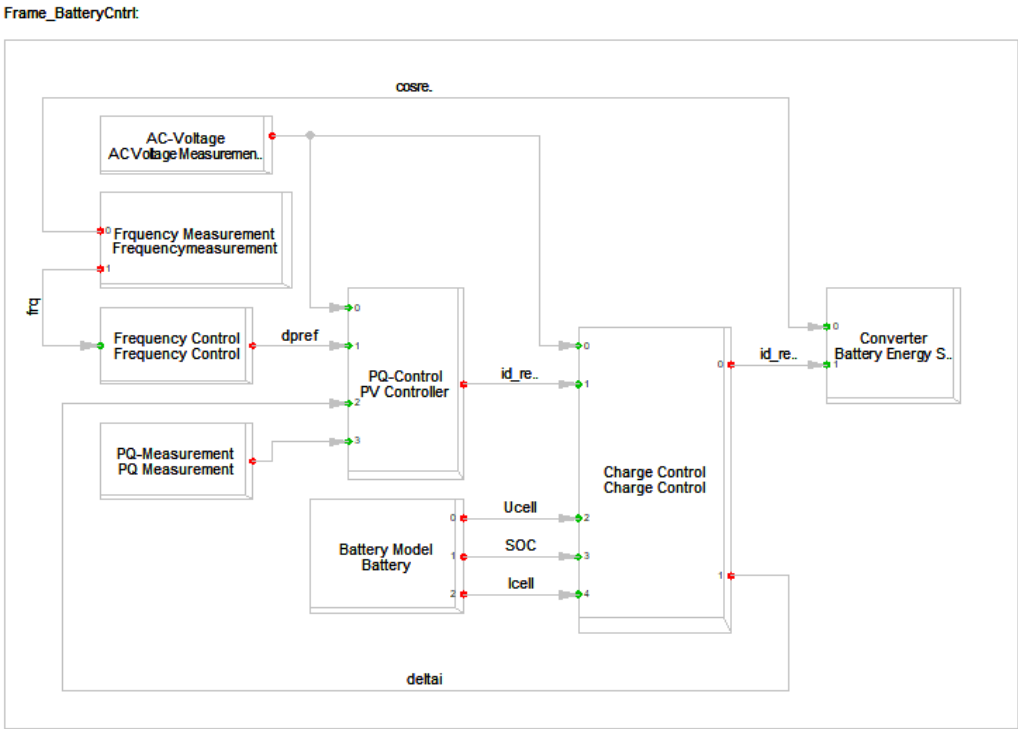 Frame_BatteryCntrl:
cosre..
AC-Voltage
AC Voltage Measuremen..
0
Frquency Measurement
Frequencymeasurement
1
frq
Frequency Control
Frequency Control
dpref
0
1
PQ-Control
PV Controller
2
3
PQ-Measurement
PQ Measurement
id_re..
0
1
Charge Control
Charge Control
2
3
4
0
1
id_re..
0
Converter
Battery Energy S..
1
Battery Model
Battery
0
1
2
Ucell
SOC
Icell
deltai